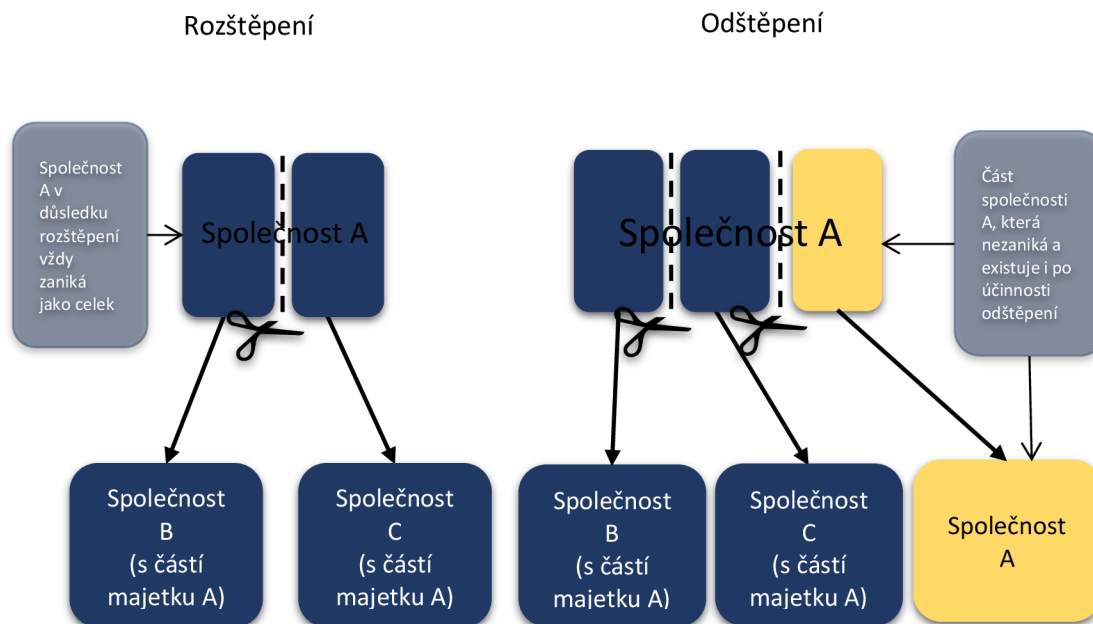 Rozštěpení
Odštěpení
Společnost
A v
důsledku
rozštěpení
vždy
zaniká
jako celek
Společnost A
Společnost A
Část
společnosti
A, která
nezaniká a
existuje i po
účinnosti
odštěpení
Společnost
B
(s částí
majetku A)
Společnost
C
(s částí
majetku A)
Společnost
B
(s částí
majetku A)
Společnost
C
(s částí
majetku A)
Společnost
A